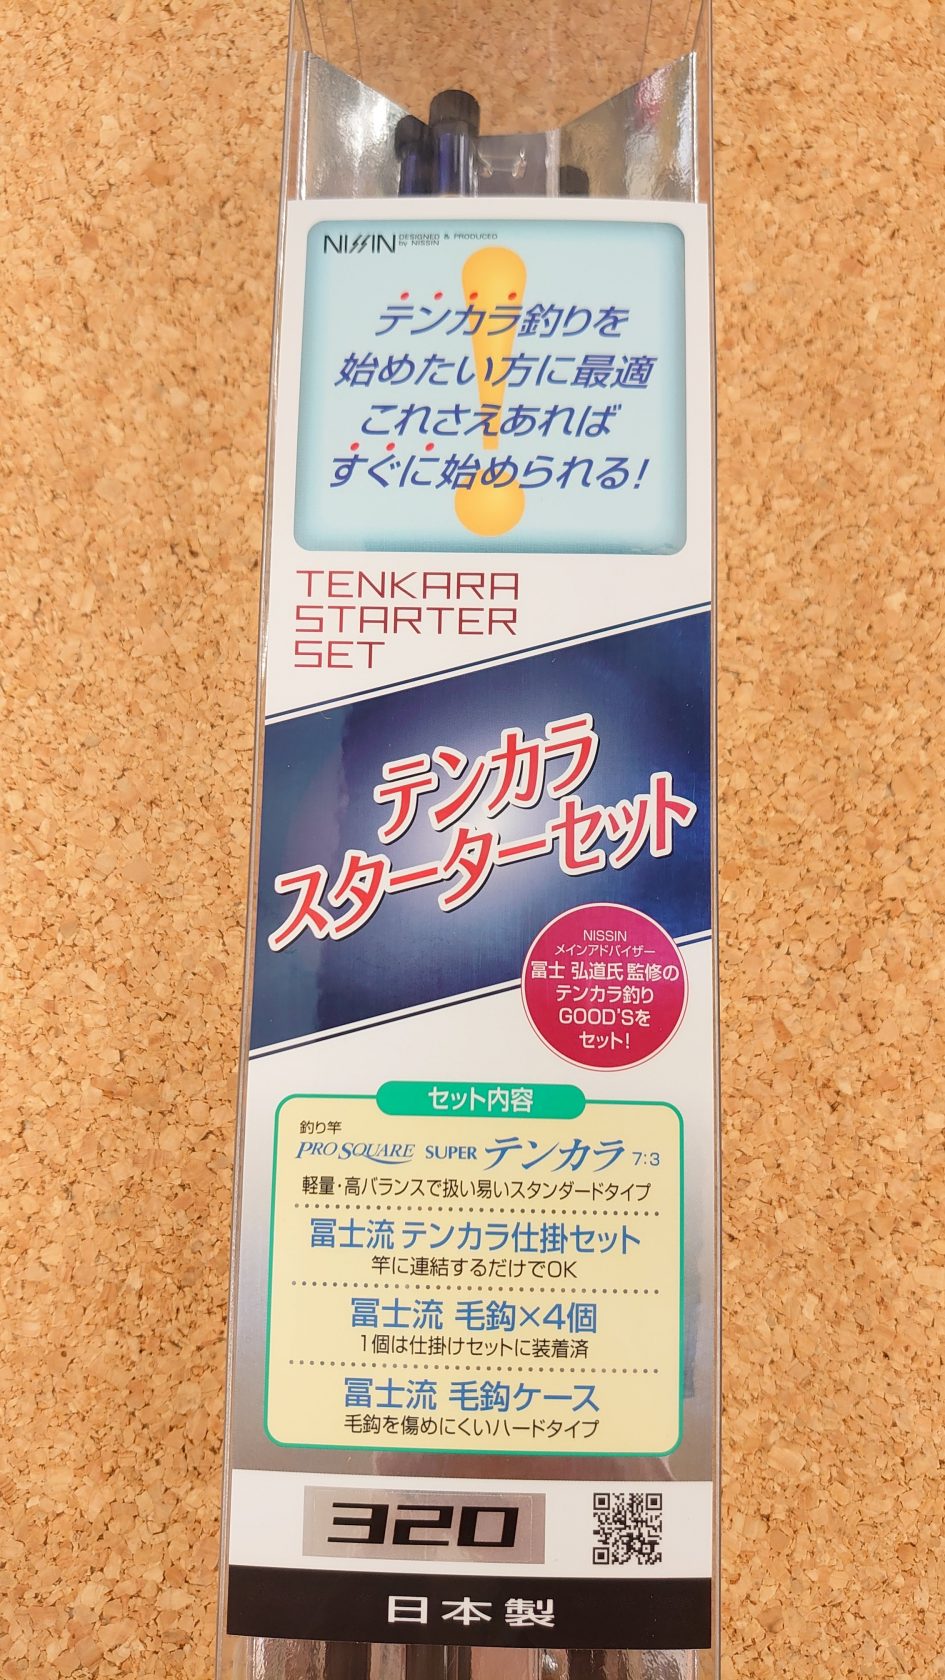 NISSIN DESIGNED & PRODUCED
by NISSIN
テンカラ釣りを
始めたい方に最適
これさえあれば
すぐに始められる!
TENKARA
STARTER
SET
テンカラ
スターターセット
NISSIN
メインアドバイザー
冨士 弘道氏 監修の
テンカラ釣り
GOOD'Sを
セット!
セット内容
釣り竿
PRO SQUARE SUPER テンカラ 7:3
軽量・高バランスで扱い易いスタンダードタイプ
冨士流 テンカラ仕掛セット
竿に連結するだけでOK
冨士流 毛鈎×4個
1個は仕掛けセットに装着済
冨士流 毛鈎ケース
毛鈎を傷めにくいハードタイプ
320
日本製